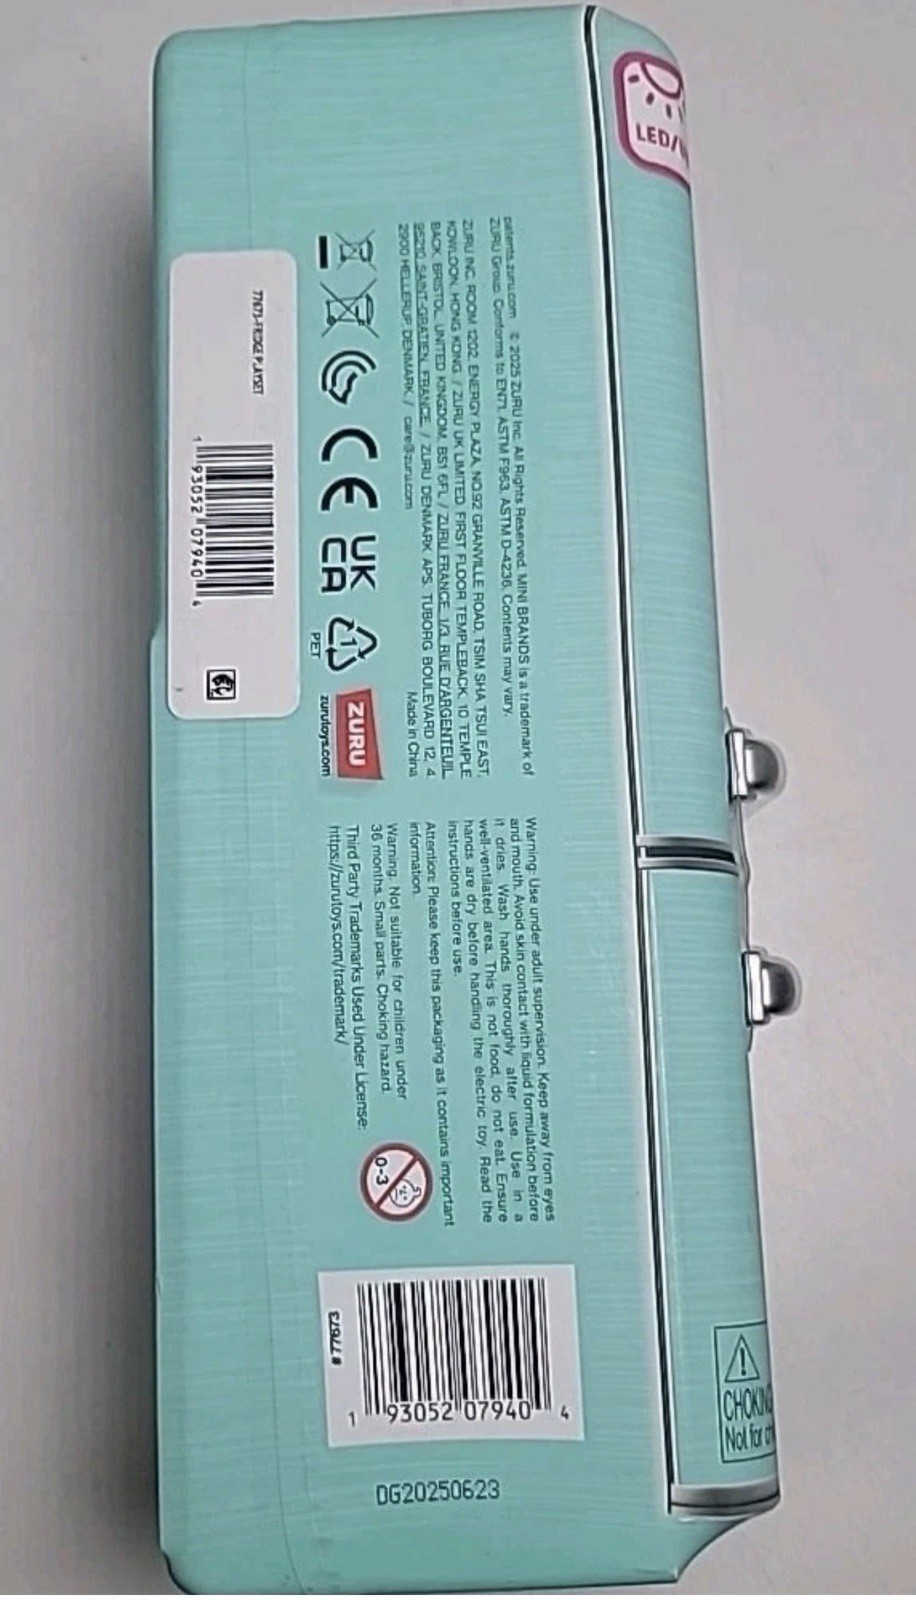 LED/
patents.zuru.com © 2025 ZURU Inc. All Rights Reserved. MINI BRANDS is a trademark of
ZURU Group. Conforms to EN71, ASTM F963, ASTM D-4236. Contents may vary.
ZURU INC. ROOM 1202, ENERGY PLAZA, NO.92 GRANVILLE ROAD, TSIM SHA TSUI EAST,
KOWLOON, HONG KONG. / ZURU UK LIMITED, FIRST FLOOR TEMPLEBACK, 10 TEMPLE
BACK, BRISTOL, UNITED KINGDOM, BS1 6FL / ZURU FRANCE, 1/3, RUE D'ARGENTEUIL
95210, SAINT-GRATIEN, FRANCE. / ZURU DENMARK APS, TUBORG BOULEVARD 12, 4.
2900 HELLERUP, DENMARK. / care@zuru.com
Made in China
CE
UK
CA
1
PET
ZURU
zurutoys.com
77673-FRIDGE PLAYSET
1 93052 07940 4
Warning: Use under adult supervision. Keep away from eyes
and mouth. Avoid skin contact with liquid formulation before
it dries. Wash hands thoroughly after use. Use in a
well-ventilated area. This is not food, do not eat. Ensure
hands are dry before handling the electric toy. Read the
instructions before use.
Attention: Please keep this packaging as it contains important
information.
Warning. Not suitable for children under
36 months. Small parts. Choking hazard.
Third Party Trademarks Used Under License:
https://zurutoys.com/trademark/
0-3
# 77673
1 93052 07940 4
DG20250623
CHOKIN
Not for ch